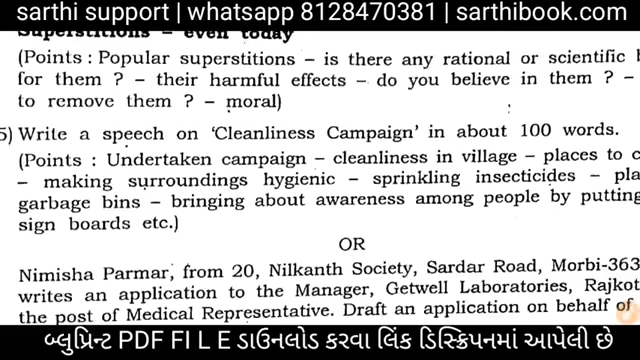 sarthi support | whatsapp 8128470381 | sarthibook.com
Superstitions – even today
(Points : Popular superstitions – is there any rational or scientific
for them ? – their harmful effects – do you believe in them ? –
to remove them ? – moral)
5) Write a speech on ‘Cleanliness Campaign’ in about 100 words.
(Points : Undertaken campaign – cleanliness in village – places to
– making surroundings hygienic – sprinkling insecticides –
garbage bins – bringing about awareness among people by putting
sign boards etc.)
OR
Nimisha Parmar, from 20, Nilkanth Society, Sardar Road, Morbi-363
writes an application to the Manager, Getwell Laboratories, Rajkot
the post of Medical Representative. Draft an application on behalf of
બ્લુપ્રિન્ટ PDF FI L E ડાઉનલોડ કરવા લિંક ડિસ્ક્રિપનમાં આપેલી છે